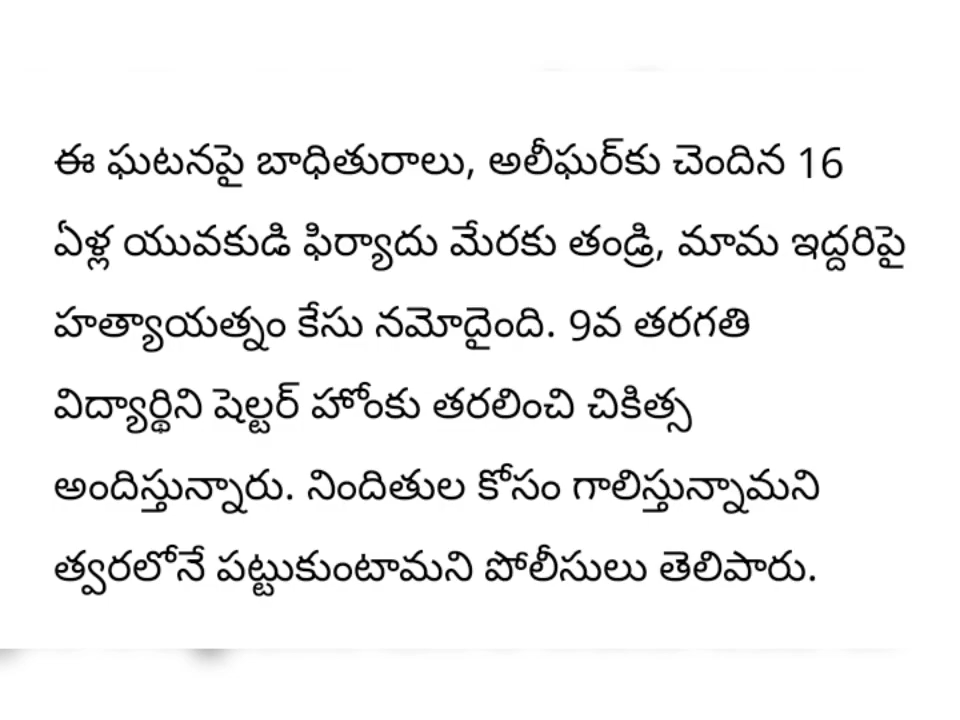 ఈ ఘటనపై బాధితురాలు, అలీఘర్‌కు చెందిన 16
ఏళ్ల యువకుడి ఫిర్యాదు మేరకు తండ్రి, మామ ఇద్దరిపై
హత్యాయత్నం కేసు నమోదైంది. 9వ తరగతి
విద్యార్థిని షెల్టర్ హోంకు తరలించి చికిత్స
అందిస్తున్నారు. నిందితుల కోసం గాలిస్తున్నామని
త్వరలోనే పట్టుకుంటామని పోలీసులు తెలిపారు.